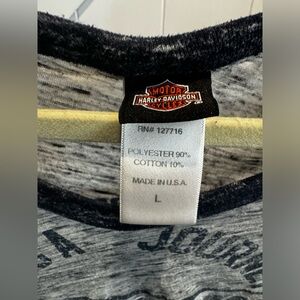 MOTOR
HARLEY-DAVIDSON
CYCLES
RN# 127716
POLYESTER 90%
COTTON 10%
MADE IN U.S.A.
L